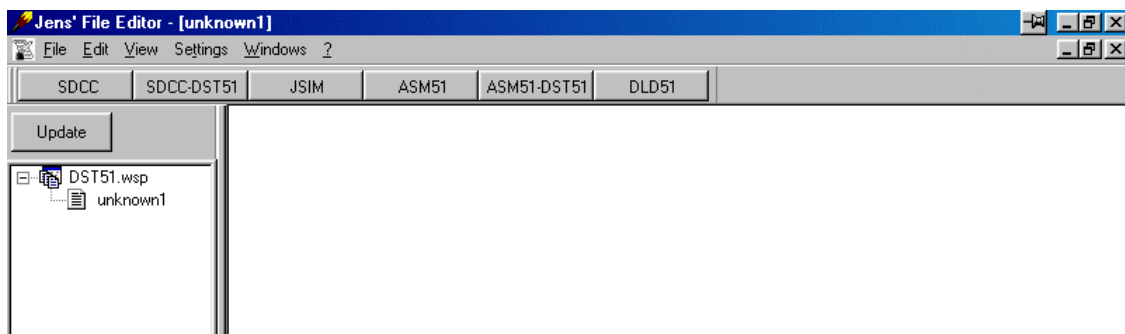 Jens' File Editor - [unknown1]
File Edit View Settings Windows ?
SDCC SDCC-DST51 JSIM ASM51 ASM51-DST51 DLD51
Update
DST51.wsp
unknown1